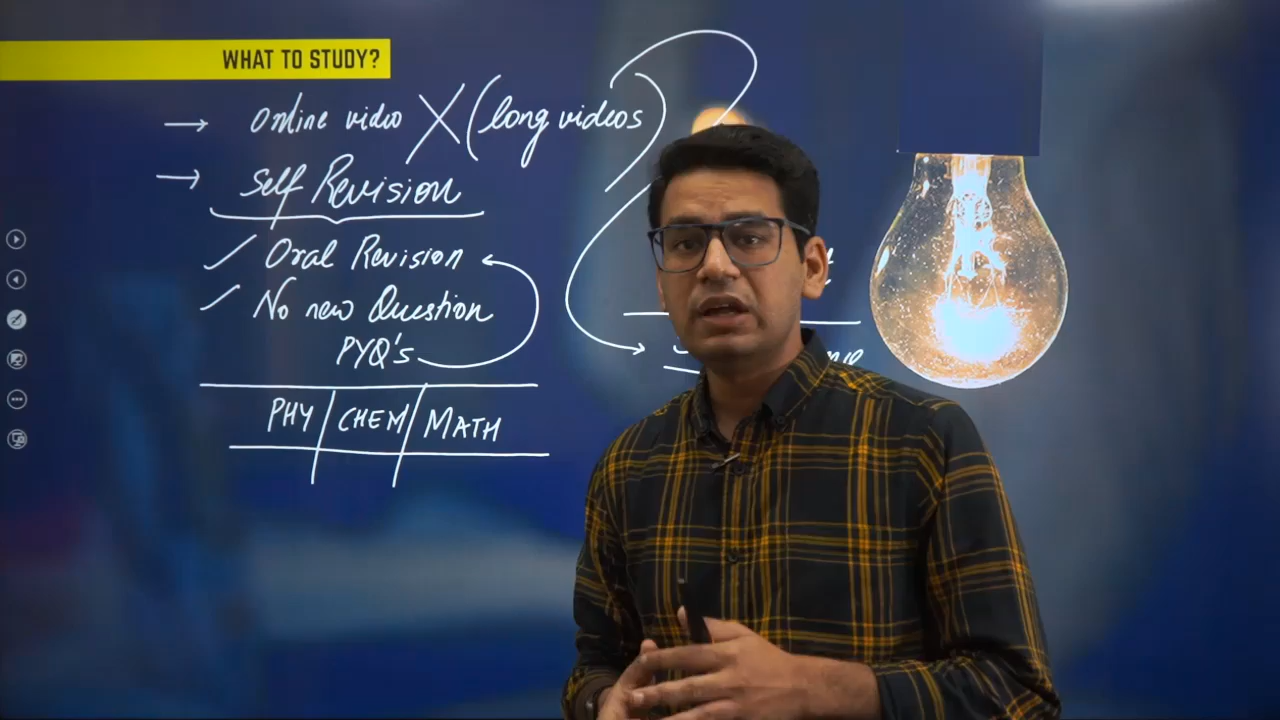 WHAT TO STUDY?
→ Online video X (long videos)
→ Self Revision
✓ Oral Revision
✓ No new Question
PYQ's
PHY | CHEM | MATH